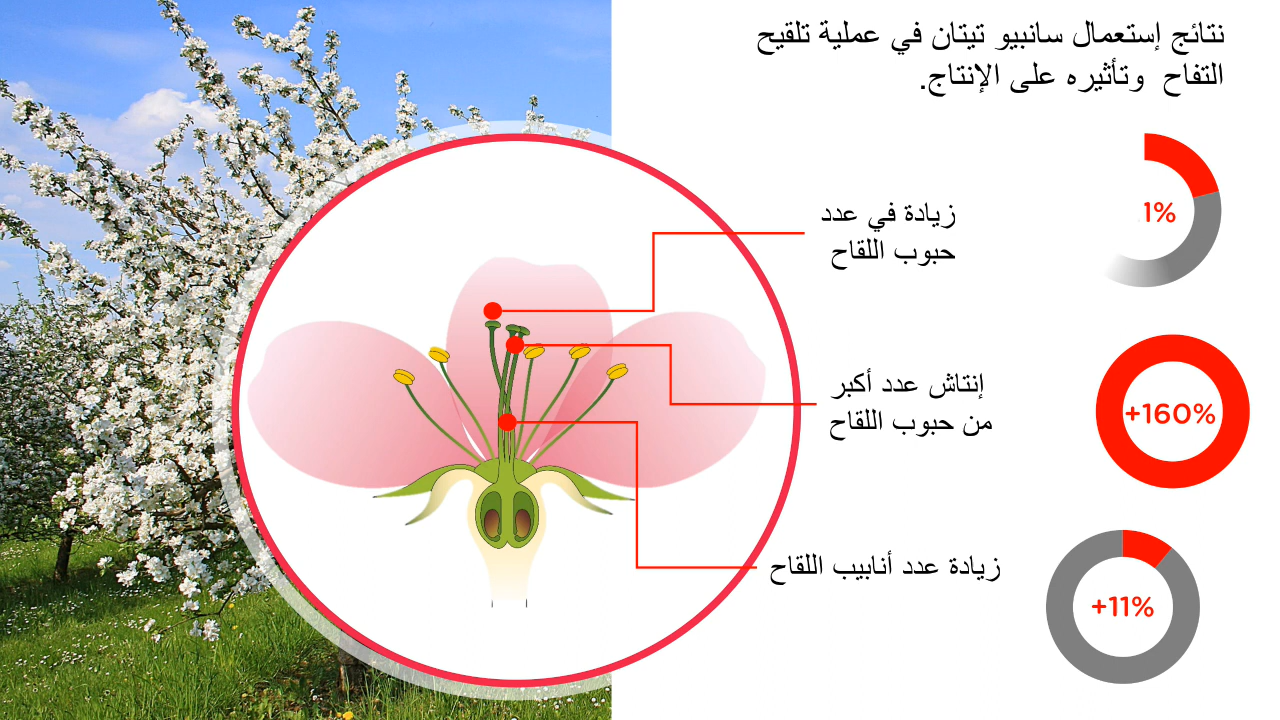 نتائج إستعمال سانبيو تيتان في عملية تلقيح
التفاح وتأثيره على الإنتاج.
زيادة في عدد
حبوب اللقاح
1%
إنتاش عدد أكبر
من حبوب اللقاح
+160%
زيادة عدد أنابيب اللقاح
+11%